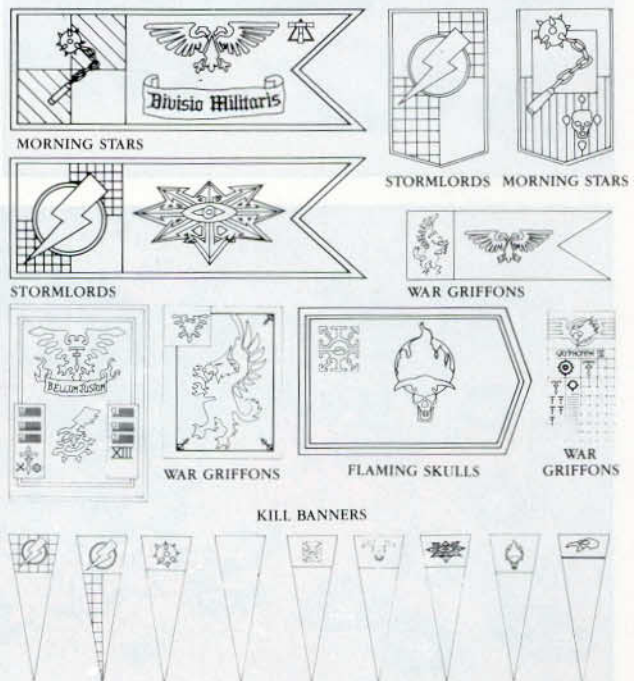 Divisio Militaris
MORNING STARS
STORMLORDS
MORNING STARS
STORMLORDS
WAR GRIFFONS
BELLUM JUSTUM
XIII
WAR GRIFFONS
FLAMING SKULLS
WAR
GRIFFONS
KILL BANNERS